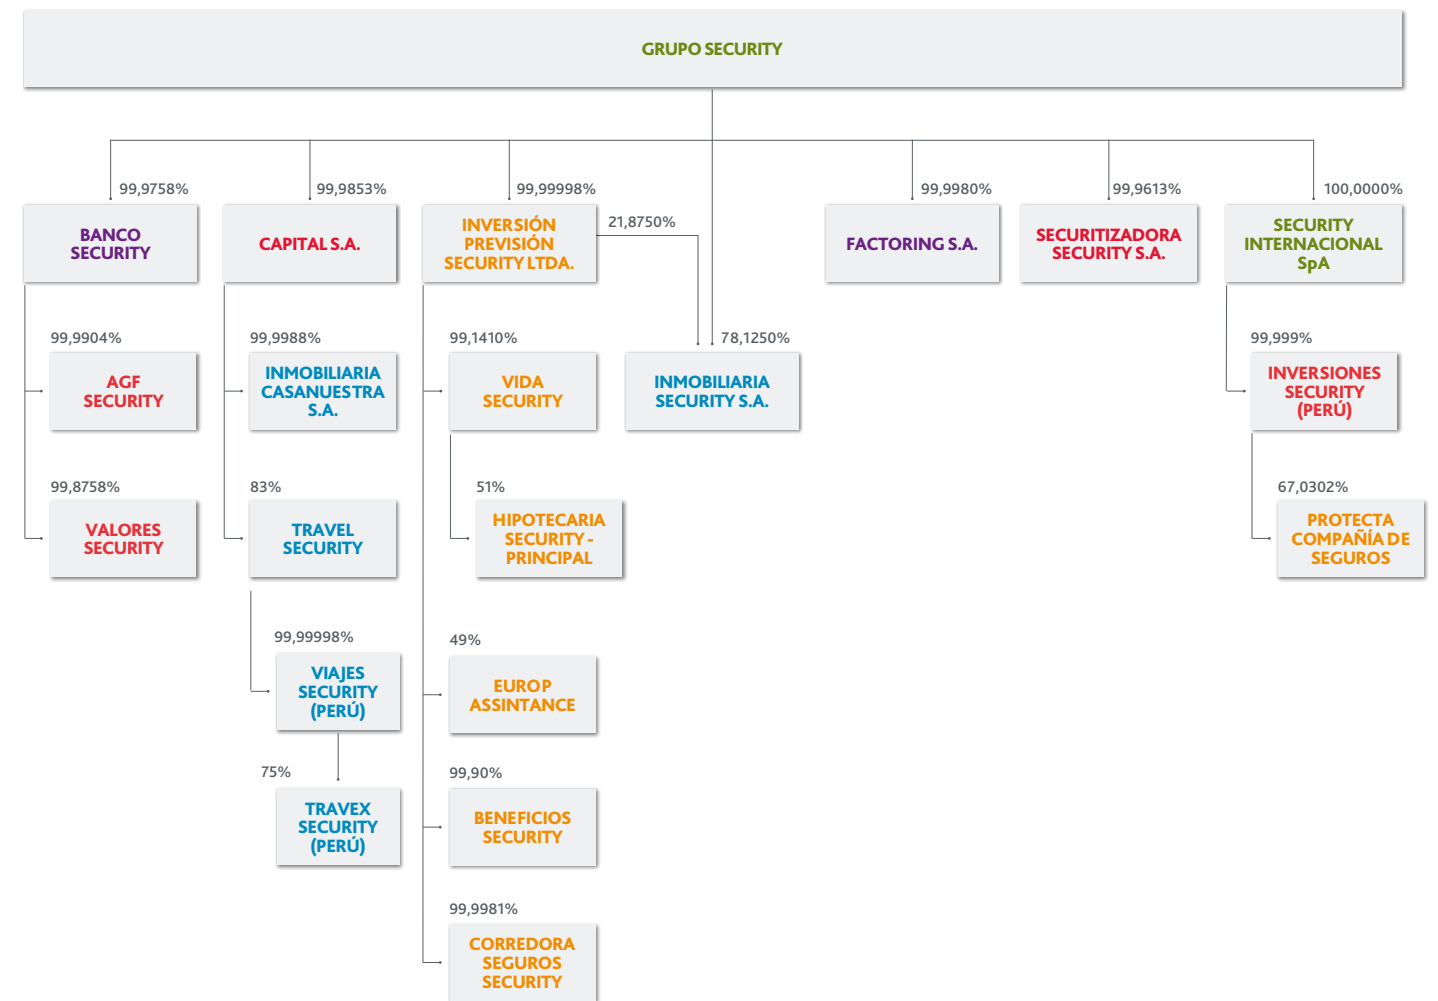 GRUPO SECURITY
99,9758%
99,9853%
99,99998%
99,9980%
99,9613%
100,0000%
BANCO
SECURITY
CAPITAL S.A.
INVERSIÓN
PREVISIÓN
SECURITY LTDA.
21,8750%
FACTORING S.A.
SECURITIZADORA
SECURITY S.A.
SECURITY
INTERNACIONAL
SpA
99,9904%
99,9988%
99,1410%
78,1250%
99,999%
AGF
SECURITY
INMOBILIARIA
CASANUESTRA
S.A.
VIDA
SECURITY
INMOBILIARIA
SECURITY S.A.
INVERSIONES
SECURITY
(PERÚ)
99,8758%
83%
51%
67,0302%
VALORES
SECURITY
TRAVEL
SECURITY
HIPOTECARIA
SECURITY -
PRINCIPAL
PROTECTA
COMPAÑÍA DE
SEGUROS
99,99998%
49%
VIAJES
SECURITY
(PERÚ)
EUROP
ASSINTANCE
75%
99,90%
TRAVEX
SECURITY
(PERÚ)
BENEFICIOS
SECURITY
99,9981%
CORREDORA
SEGUROS
SECURITY